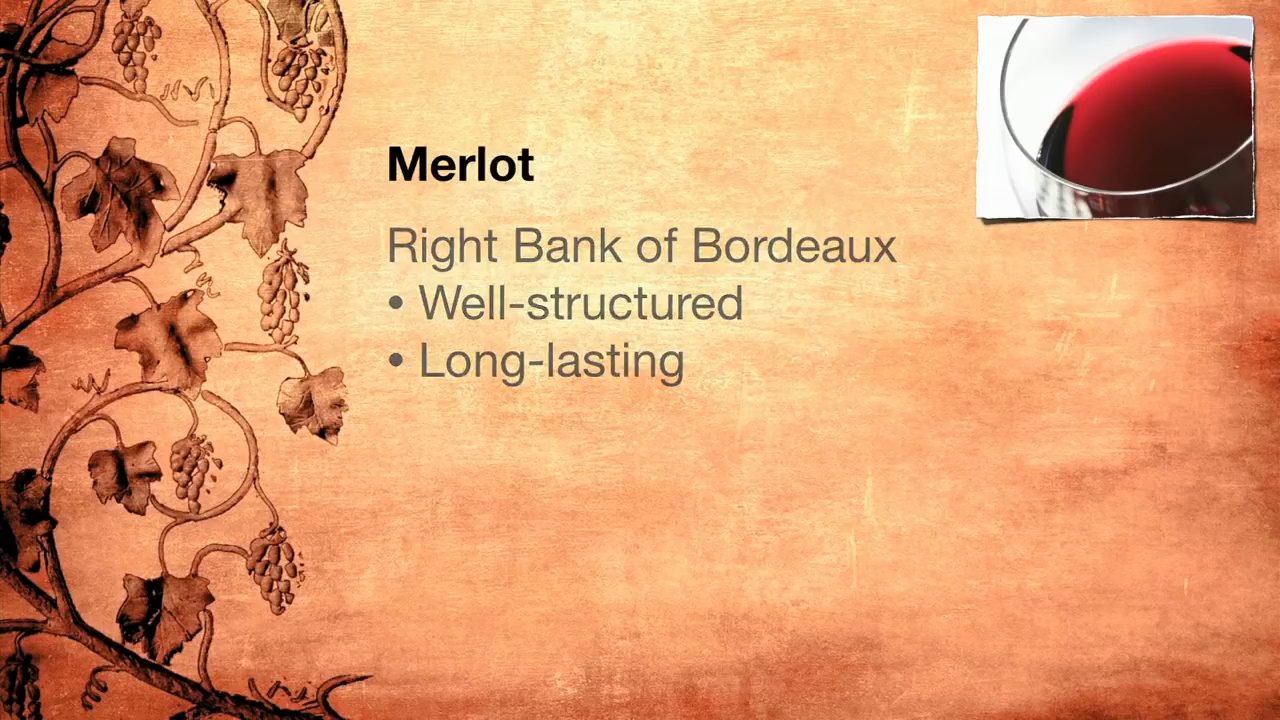 Merlot
Right Bank of Bordeaux
• Well-structured
• Long-lasting